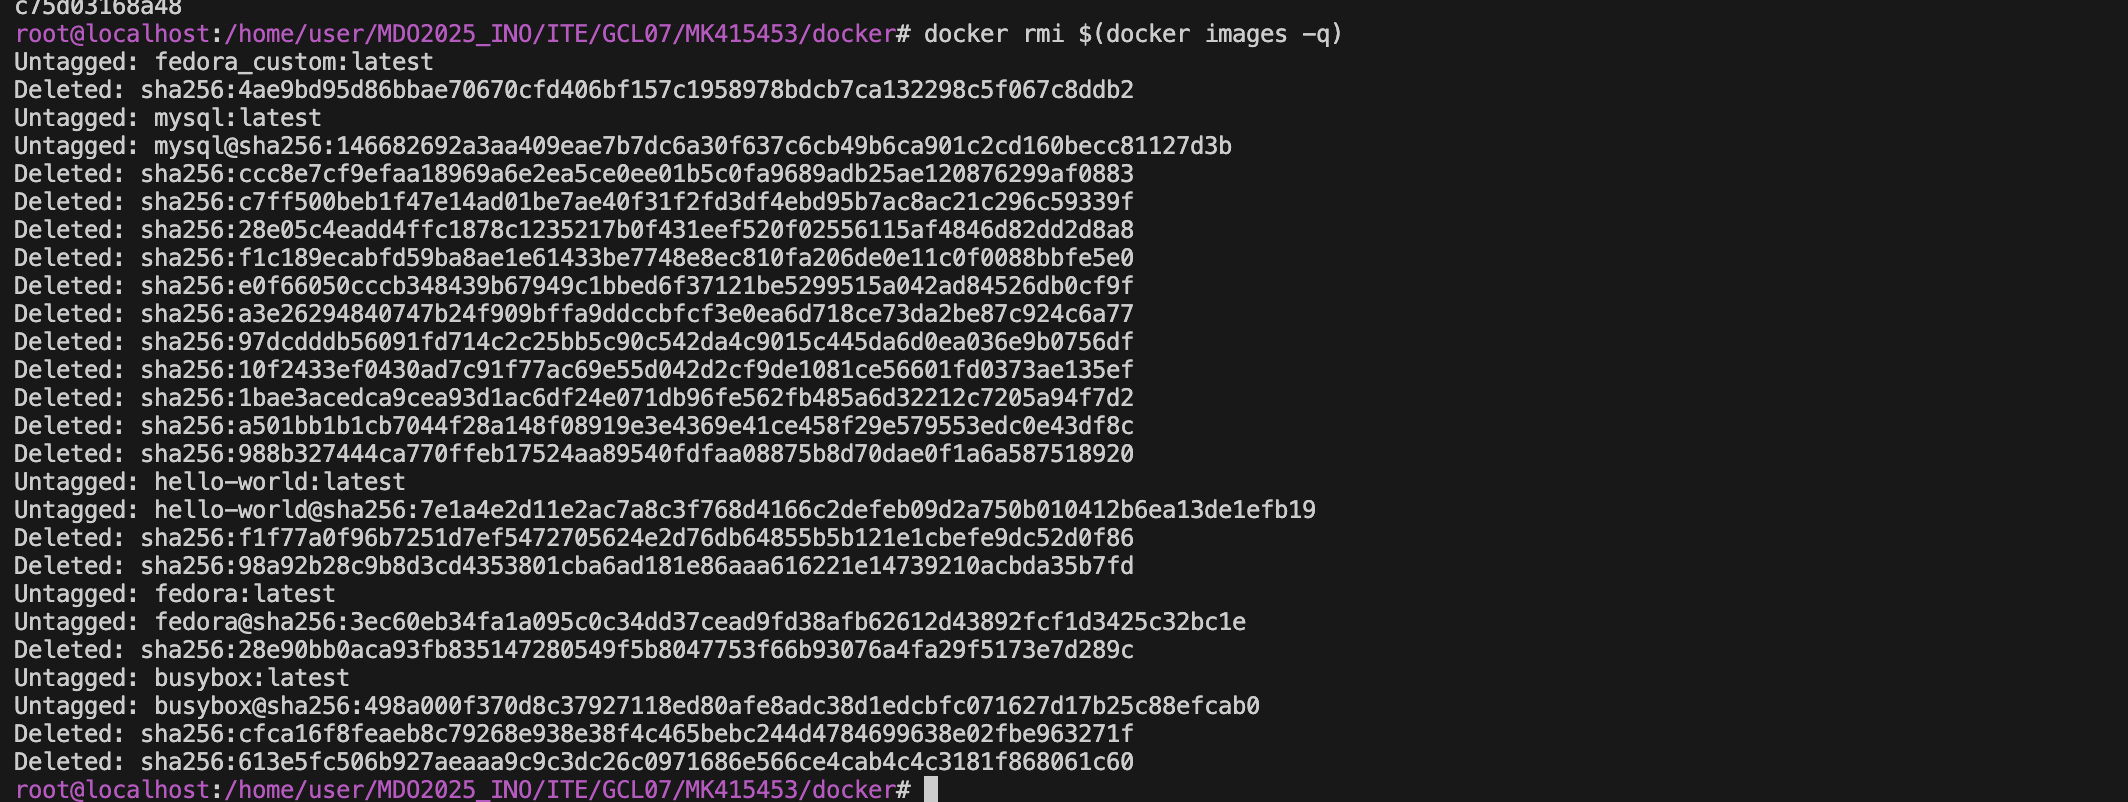 c75d03168a48
root@localhost:/home/user/MDO2025_INO/ITE/GCL07/MK415453/docker# docker rmi $(docker images -q)
Untagged: fedora_custom:latest
Deleted: sha256:4ae9bd95d86bbae70670cfd406bf157c1958978bdcb7ca132298c5f067c8ddb2
Untagged: mysql:latest
Untagged: mysql@sha256:146682692a3aa409eae7b7dc6a30f637c6cb49b6ca901c2cd160becc81127d3b
Deleted: sha256:ccc8e7cf9efaa18969a6e2ea5ce0ee01b5c0fa9689adb25ae120876299af0883
Deleted: sha256:c7ff500beb1f47e14ad01be7ae40f31f2fd3df4ebd95b7ac8ac21c296c59339f
Deleted: sha256:28e05c4eadd4ffc1878c1235217b0f431eef520f02556115af4846d82dd2d8a8
Deleted: sha256:f1c189ecabfd59ba8ae1e61433be7748e8ec810fa206de0e11c0f0088bbfe5e0
Deleted: sha256:e0f66050cccb348439b67949c1bbed6f37121be5299515a042ad84526db0cf9f
Deleted: sha256:a3e26294840747b24f909bffa9ddccbfcf3e0ea6d718ce73da2be87c924c6a77
Deleted: sha256:97dcdddb56091fd714c2c25bb5c90c542da4c9015c445da6d0ea036e9b0756df
Deleted: sha256:10f2433ef0430ad7c91f77ac69e55d042d2cf9de1081ce56601fd0373ae135ef
Deleted: sha256:1bae3acedca9cea93d1ac6df24e071db96fe562fb485a6d32212c7205a94f7d2
Deleted: sha256:a501bb1b1cb7044f28a148f08919e3e4369e41ce458f29e579553edc0e43df8c
Deleted: sha256:988b327444ca770ffeb17524aa89540fdfaa08875b8d70dae0f1a6a587518920
Untagged: hello-world:latest
Untagged: hello-world@sha256:7e1a4e2d11e2ac7a8c3f768d4166c2defeb09d2a750b010412b6ea13de1efb19
Deleted: sha256:f1f77a0f96b7251d7ef5472705624e2d76db64855b5b121e1cbefe9dc52d0f86
Deleted: sha256:98a92b28c9b8d3cd4353801cba6ad181e86aaa616221e14739210acbda35b7fd
Untagged: fedora:latest
Untagged: fedora@sha256:3ec60eb34fa1a095c0c34dd37cead9fd38afb62612d43892fcf1d3425c32bc1e
Deleted: sha256:28e90bb0aca93fb835147280549f5b8047753f66b93076a4fa29f5173e7d289c
Untagged: busybox:latest
Untagged: busybox@sha256:498a000f370d8c37927118ed80afe8adc38d1edcbfc071627d17b25c88efcab0
Deleted: sha256:cfca16f8feaeb8c79268e938e38f4c465bebc244d4784699638e02fbe963271f
Deleted: sha256:613e5fc506b927aeaaa9c9c3dc26c0971686e566ce4cab4c4c3181f868061c60
root@localhost:/home/user/MDO2025_INO/ITE/GCL07/MK415453/docker#